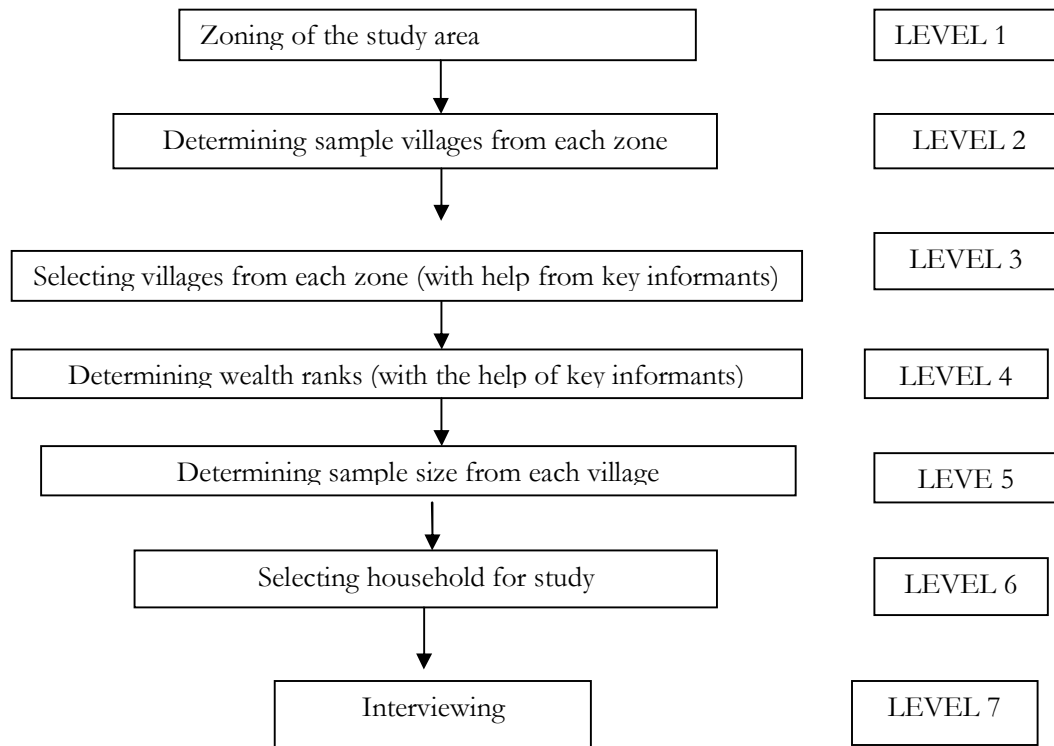 Zoning of the study area
LEVEL 1
Determining sample villages from each zone
LEVEL 2
Selecting villages from each zone (with help from key informants)
LEVEL 3
Determining wealth ranks (with the help of key informants)
LEVEL 4
Determining sample size from each village
LEVE 5
Selecting household for study
LEVEL 6
Interviewing
LEVEL 7